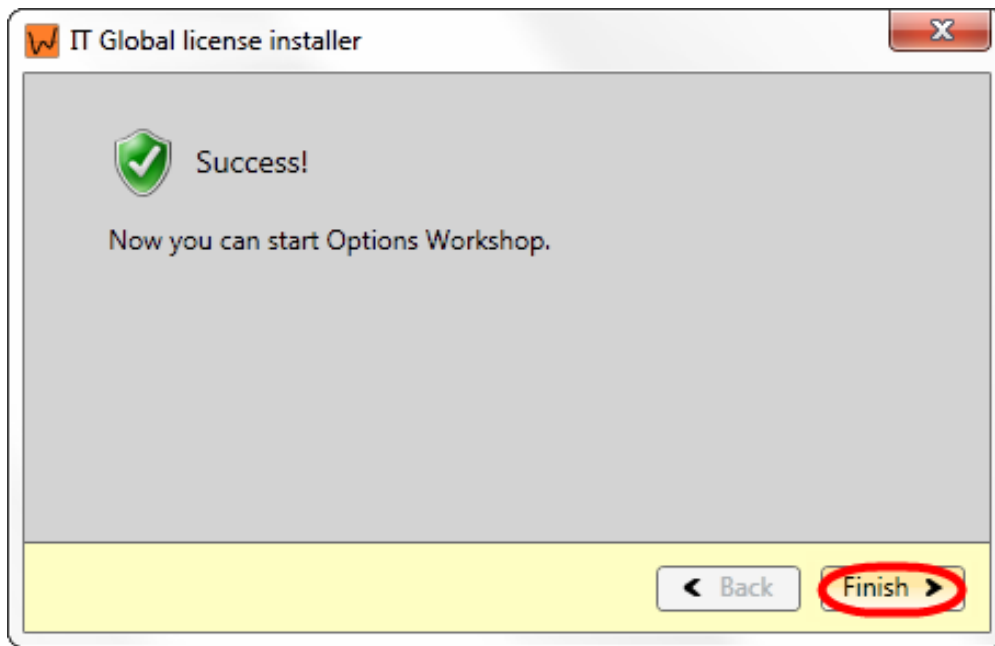 IT Global license installer
Success!
Now you can start Options Workshop.
Back
Finish